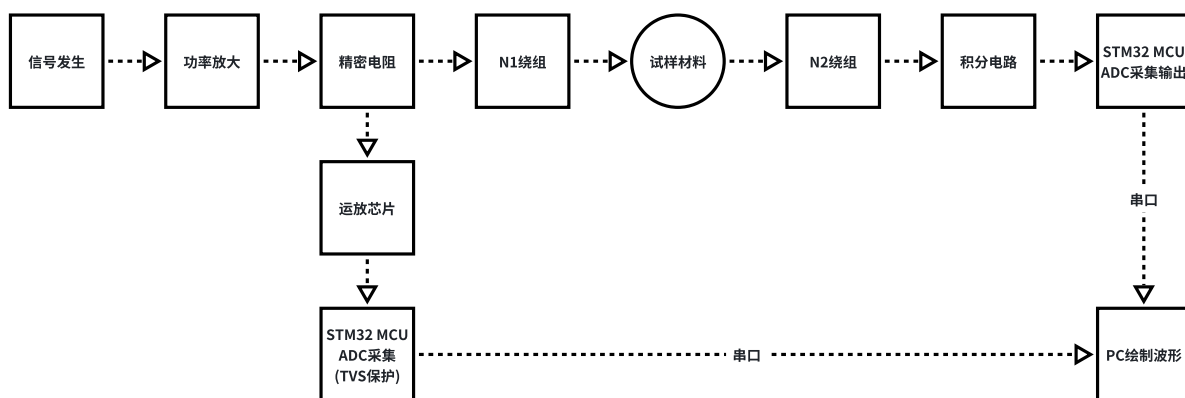 信号发生
功率放大
精密电阻
N1绕组
试样材料
N2绕组
积分电路
STM32 MCU
ADC采集输出
串口
运放芯片
STM32 MCU
ADC采集
(TVS保护)
串口
PC绘制波形